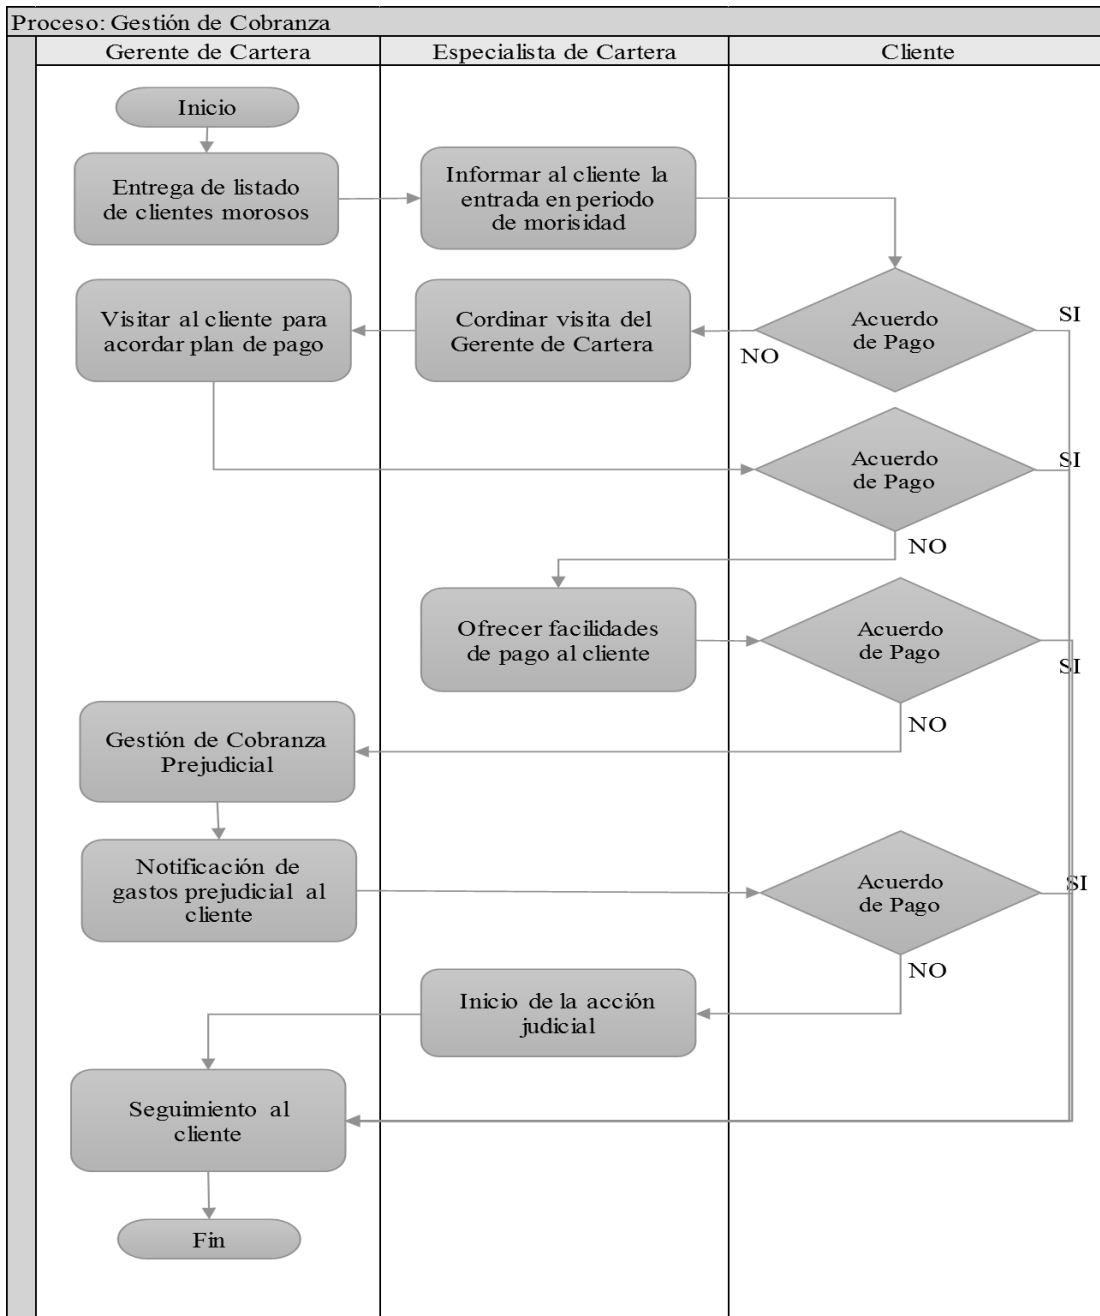 Proceso: Gestión de Cobranza
Gerente de Cartera
Especialista de Cartera
Cliente
Inicio
Entrega de listado
de clientes morosos
Informar al cliente la
entrada en periodo
de morisidad
Visitar al cliente para
acordar plan de pago
Cordinar visita del
Gerente de Cartera
Acuerdo
de Pago
SI
NO
Acuerdo
de Pago
SI
NO
Ofrecer facilidades
de pago al cliente
Acuerdo
de Pago
SI
NO
Gestión de Cobranza
Prejudicial
Notificación de
gastos prejudicial al
cliente
Acuerdo
de Pago
SI
NO
Inicio de la acción
judicial
Seguimiento al
cliente
Fin